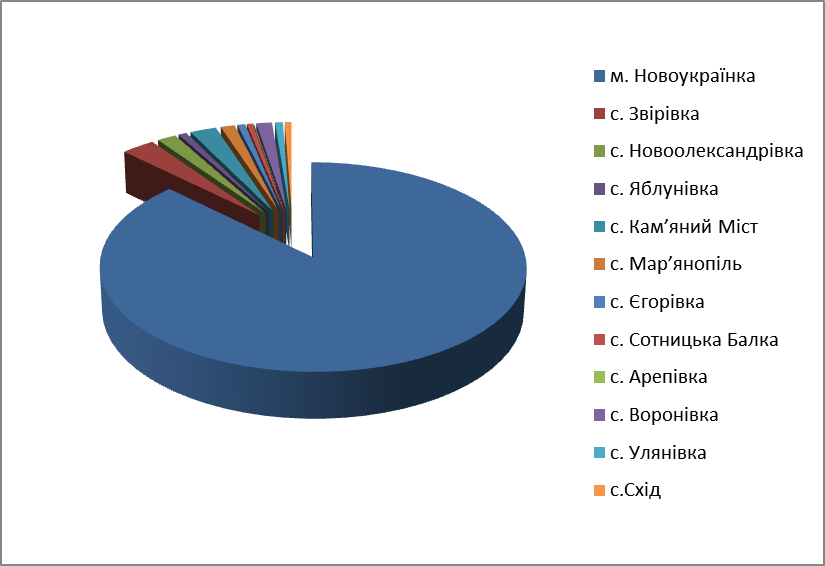 м. Новоукраїнка
с. Звірівка
с. Новоолександрівка
с. Яблунівка
с. Кам’яний Міст
с. Мар’янопіль
с. Єгорівка
с. Сотницька Балка
с. Арепівка
с. Воронівка
с. Улянівка
с.Схід